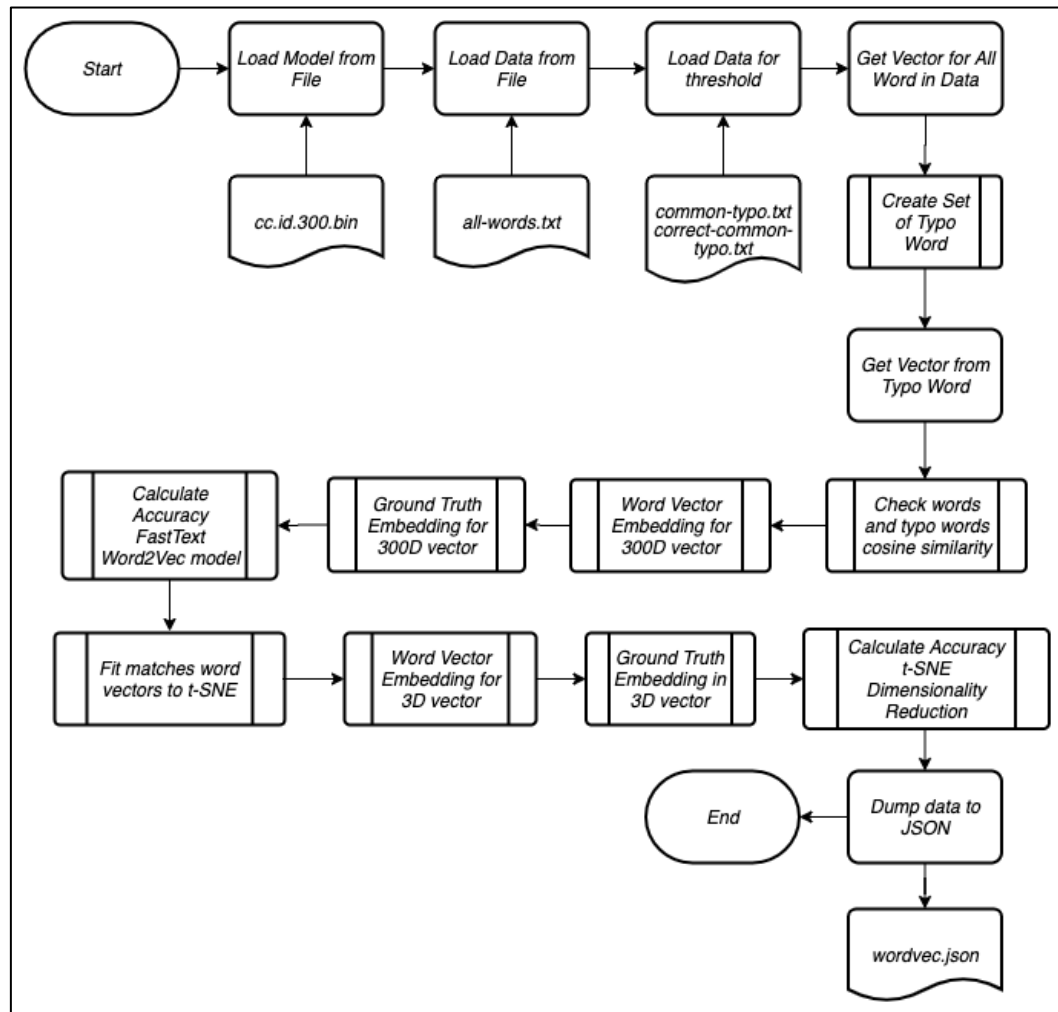 Start
Load Model from
File
Load Data from
File
Load Data for
threshold
Get Vector for All
Word in Data
cc.id.300.bin
all-words.txt
common-typo.txt
correct-common-
typo.txt
Create Set
of Typo
Word
Get Vector from
Typo Word
Calculate
Accuracy
FastText
Word2Vec model
Ground Truth
Embedding for
300D vector
Word Vector
Embedding for
300D vector
Check words
and typo words
cosine similarity
Fit matches word
vectors to t-SNE
Word Vector
Embedding for
3D vector
Ground Truth
Embedding in
3D vector
Calculate Accuracy
t-SNE
Dimensionality
Reduction
End
Dump data to
JSON
wordvec.json